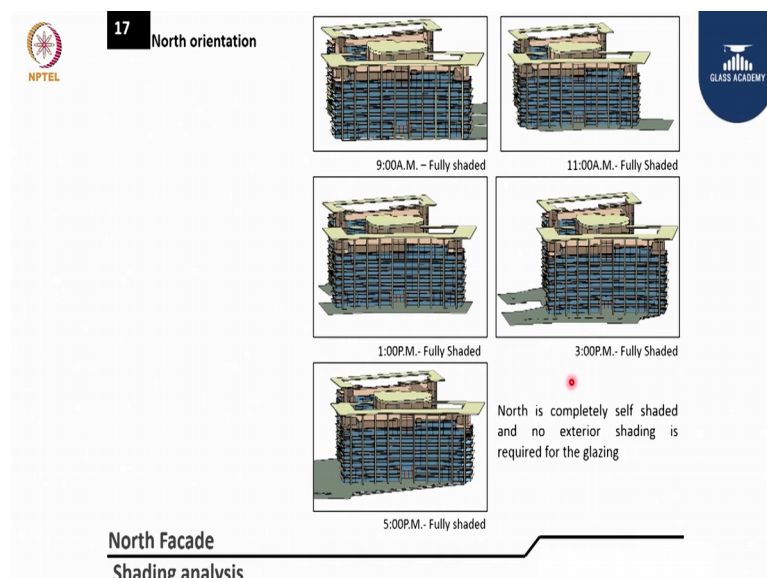 17
North orientation
NPTEL
GLASS ACADEMY
9:00A.M. – Fully shaded
11:00A.M.- Fully Shaded
1:00P.M.- Fully Shaded
3:00P.M.- Fully Shaded
North is completely self shaded
and no exterior shading is
required for the glazing
5:00P.M.- Fully shaded
North Facade
Shading analysis